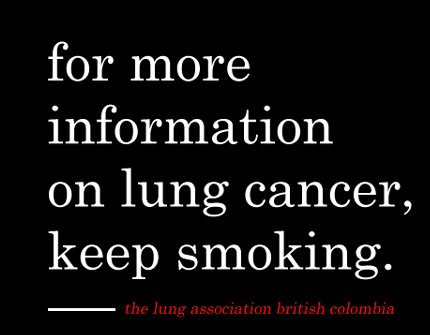 for more
information
on lung cancer,
keep smoking.
the lung association british colombia